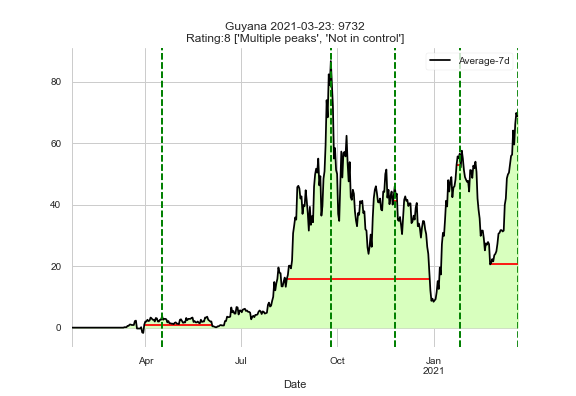 Guyana 2021-03-23: 9732
Rating:8 ['Multiple peaks', 'Not in control']
Average-7d
80
60
40
20
0
Apr
Jul
Oct
Jan
2021
Date